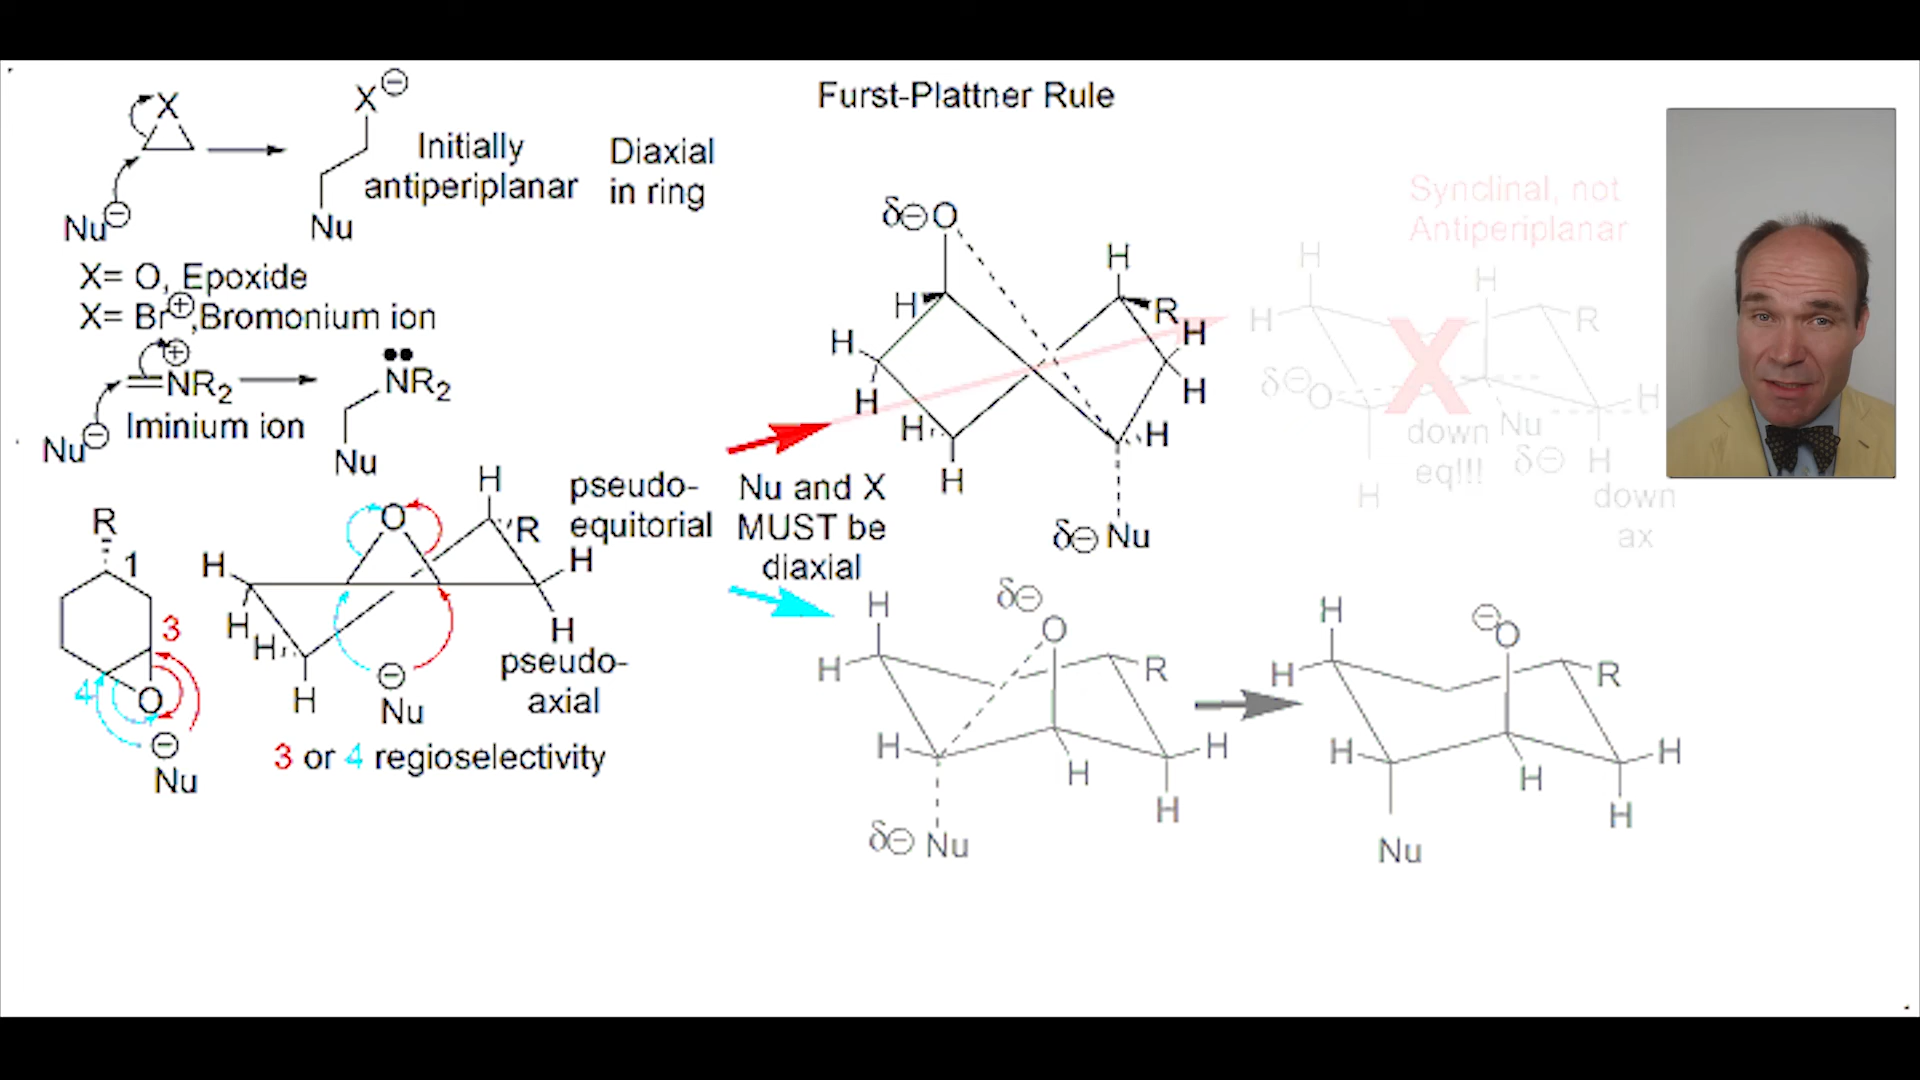 Furst-Plattner Rule
X
X⊖
Nu⊖
Nu
Initially
antiperiplanar
Diaxial
in ring
X= O, Epoxide
X= Br⊕,Bromonium ion
⊕
=NR2
NR2
Iminium ion
Nu⊖
Nu
R
1
3
4
O
⊖
Nu
O
H
R
H
H
H
H
H
H
⊖
Nu
pseudo-
equitorial
pseudo-
axial
3 or 4 regioselectivity
Nu and X
MUST be
diaxial
δ⊖O
H
H
R
H
H
H
H
H
H
H
δ⊖ Nu
Synclinal, not
Antiperiplanar
H
H
H
R
X
δ⊖O
H
down
eq!!!
Nu
δ⊖
H
H
down
ax
δ⊖
O
H
H
R
H
H
H
H
δ⊖ Nu
⊖
O
H
H
R
H
H
H
H
Nu